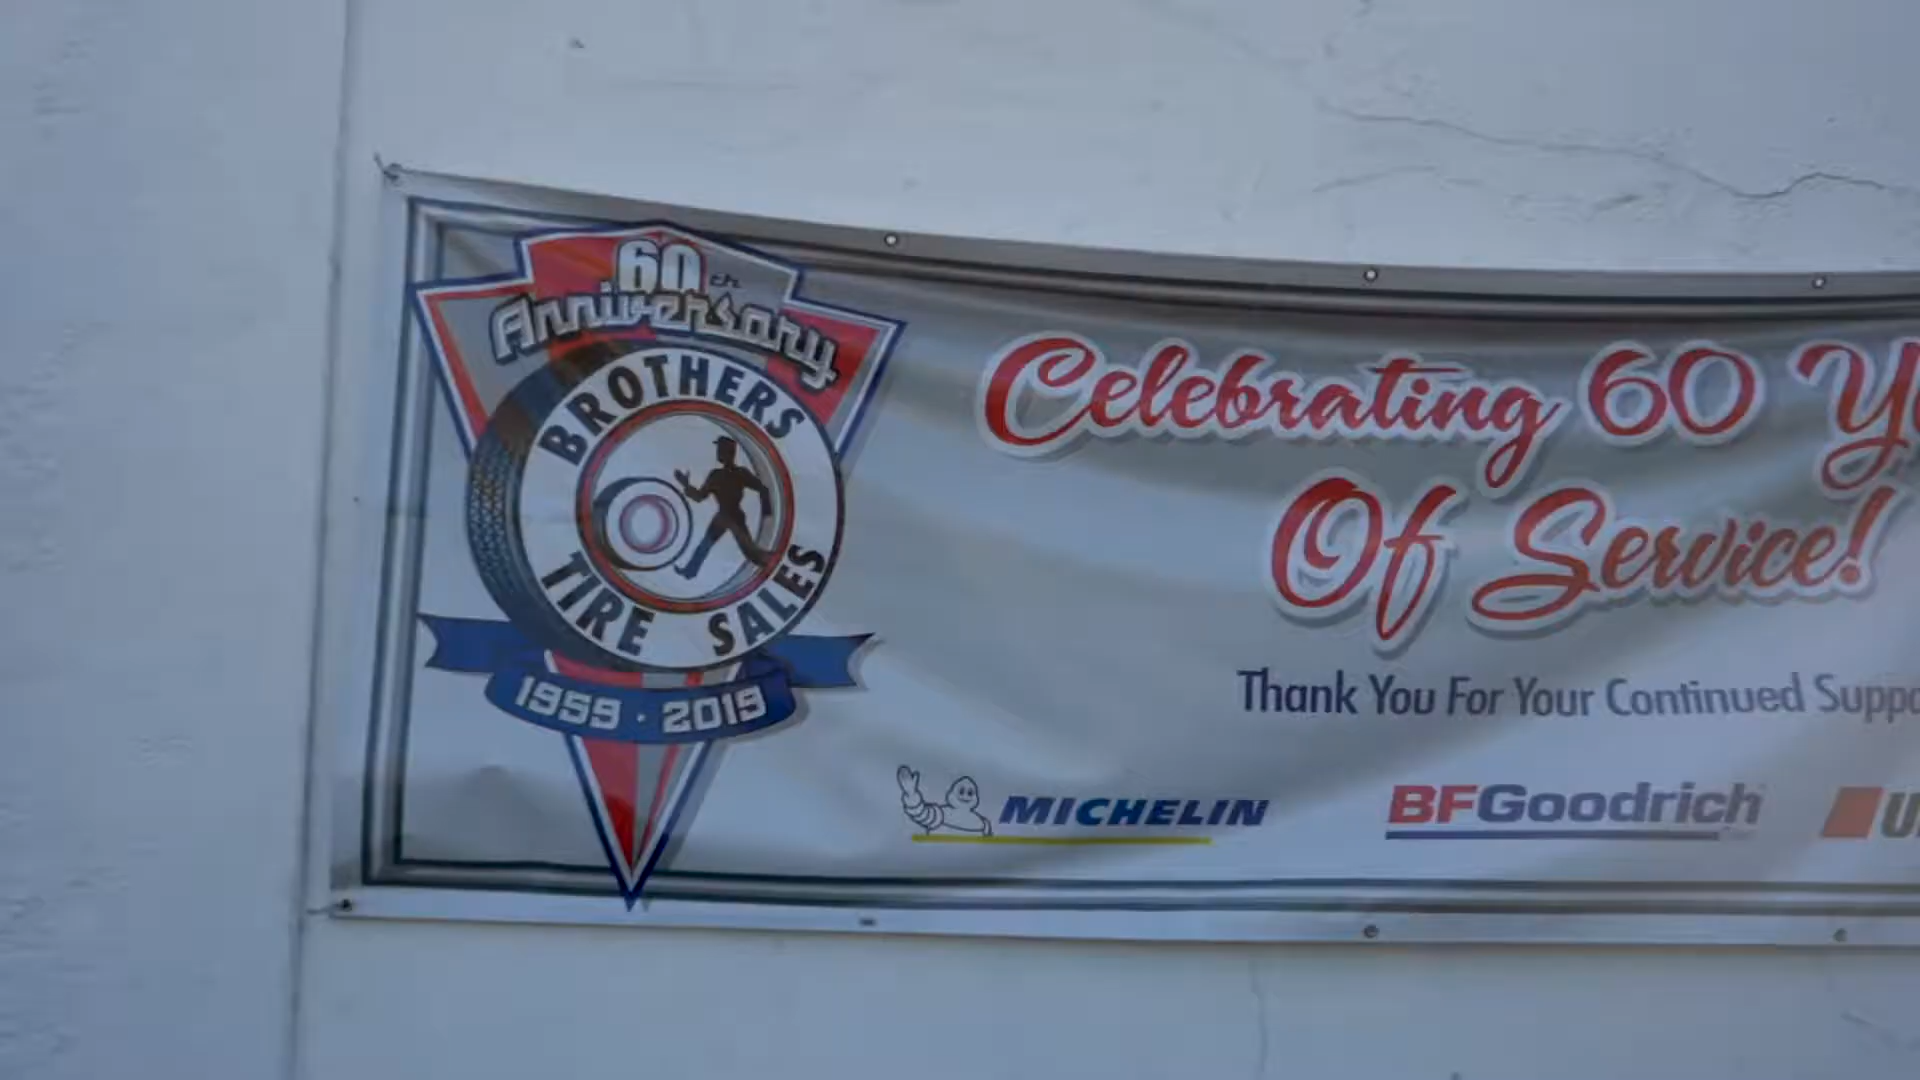 60th
Anniversary
BROTHERS
TIRE SALES
1959 · 2019
Celebrating 60
Of Service!
Thank You For Your Continued
MICHELIN
BFGoodrich